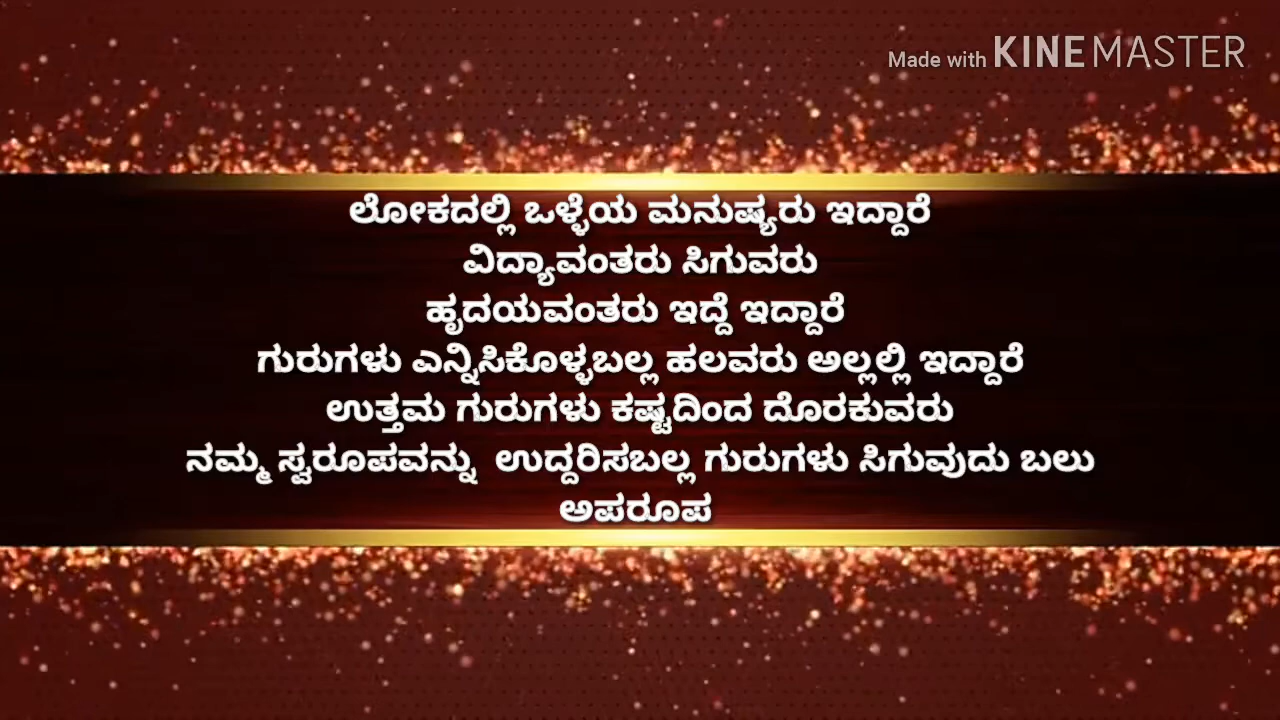 Made with KINEMASTER
ಲೋಕದಲ್ಲಿ ಒಳ್ಳೆಯ ಮನುಷ್ಯರು ಇದ್ದಾರೆ
ವಿದ್ಯಾವಂತರು ಸಿಗುವರು
ಹೃದಯವಂತರು ಇದ್ದೆ ಇದ್ದಾರೆ
ಗುರುಗಳು ಎನ್ನಿಸಿಕೊಳ್ಳಬಲ್ಲ ಹಲವರು ಅಲ್ಲಲ್ಲಿ ಇದ್ದಾರೆ
ಉತ್ತಮ ಗುರುಗಳು ಕಷ್ಟದಿಂದ ದೊರಕುವರು
ನಮ್ಮ ಸ್ವರೂಪವನ್ನು ಉದ್ದರಿಸಬಲ್ಲ ಗುರುಗಳು ಸಿಗುವುದು ಬಲು
ಅಪರೂಪ